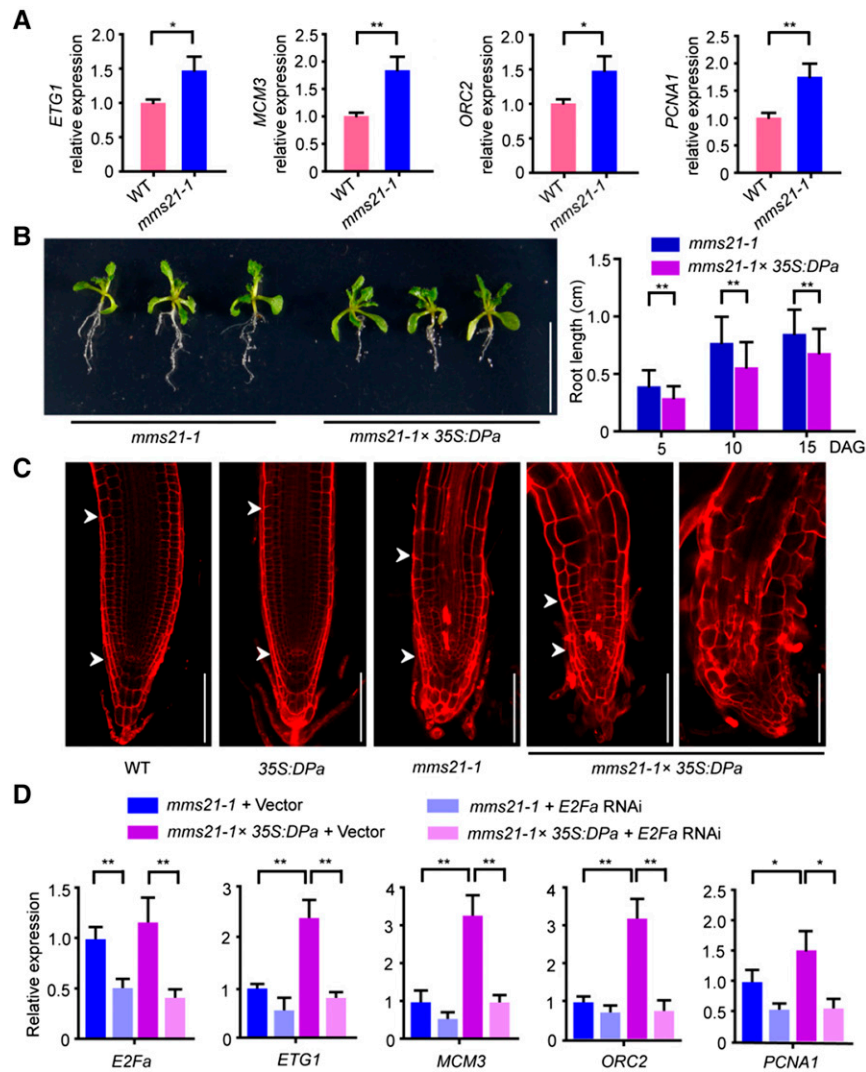 A
ETG1
relative expression
2.0
1.5
1.0
0.5
0.0
*
WT
mms21-1
MCM3
relative expression
2.5
2.0
1.5
1.0
0.5
0.0
**
WT
mms21-1
ORC2
relative expression
2.0
1.5
1.0
0.5
0.0
*
WT
mms21-1
PCNA1
relative expression
2.5
2.0
1.5
1.0
0.5
0.0
**
WT
mms21-1
B
mms21-1
mms21-1× 35S:DPa
mms21-1
mms21-1× 35S:DPa
Root length (cm)
1.5
1.0
0.5
0.0
** ** **
5 10 15 DAG
C
WT 35S:DPa mms21-1 mms21-1× 35S:DPa
D
mms21-1 + Vector
mms21-1 + E2Fa RNAi
mms21-1× 35S:DPa + Vector
mms21-1× 35S:DPa + E2Fa RNAi
Relative expression
1.5
1.0
0.5
0.0
** **
E2Fa
3
2
1
0
** **
ETG1
4
3
2
1
0
** **
MCM3
4
3
2
1
0
** **
ORC2
2.5
2.0
1.5
1.0
0.5
0.0
* *
PCNA1